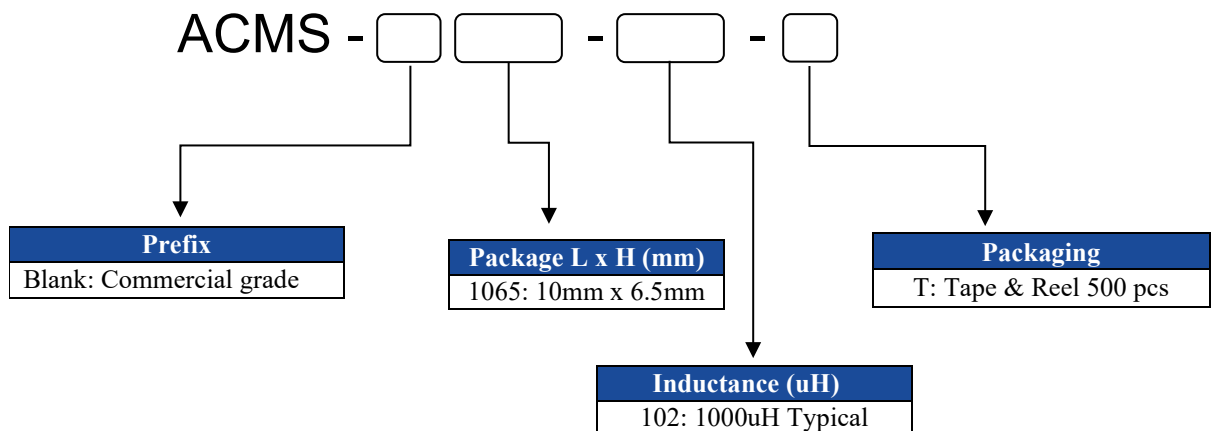 ACMS - -  -
Prefix
Blank: Commercial grade
Package L x H (mm)
1065: 10mm x 6.5mm
Packaging
T: Tape & Reel 500 pcs
Inductance (uH)
102: 1000uH Typical